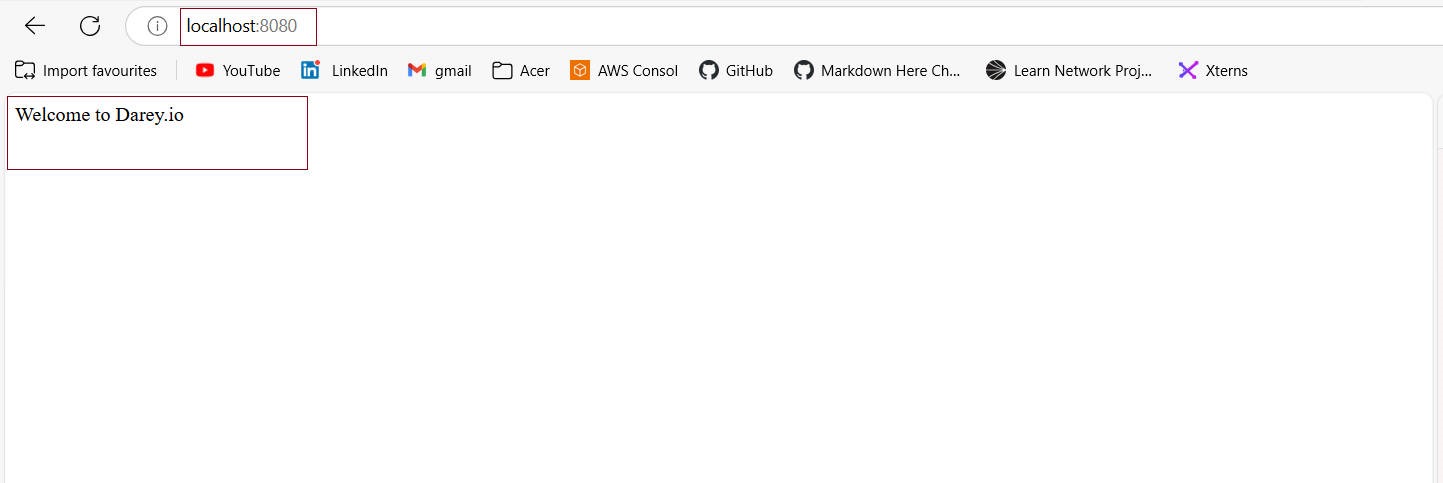 localhost:8080
Import favourites YouTube LinkedIn gmail Acer AWS Consol GitHub Markdown Here Ch... Learn Network Proj... Xterns
Welcome to Darey.io